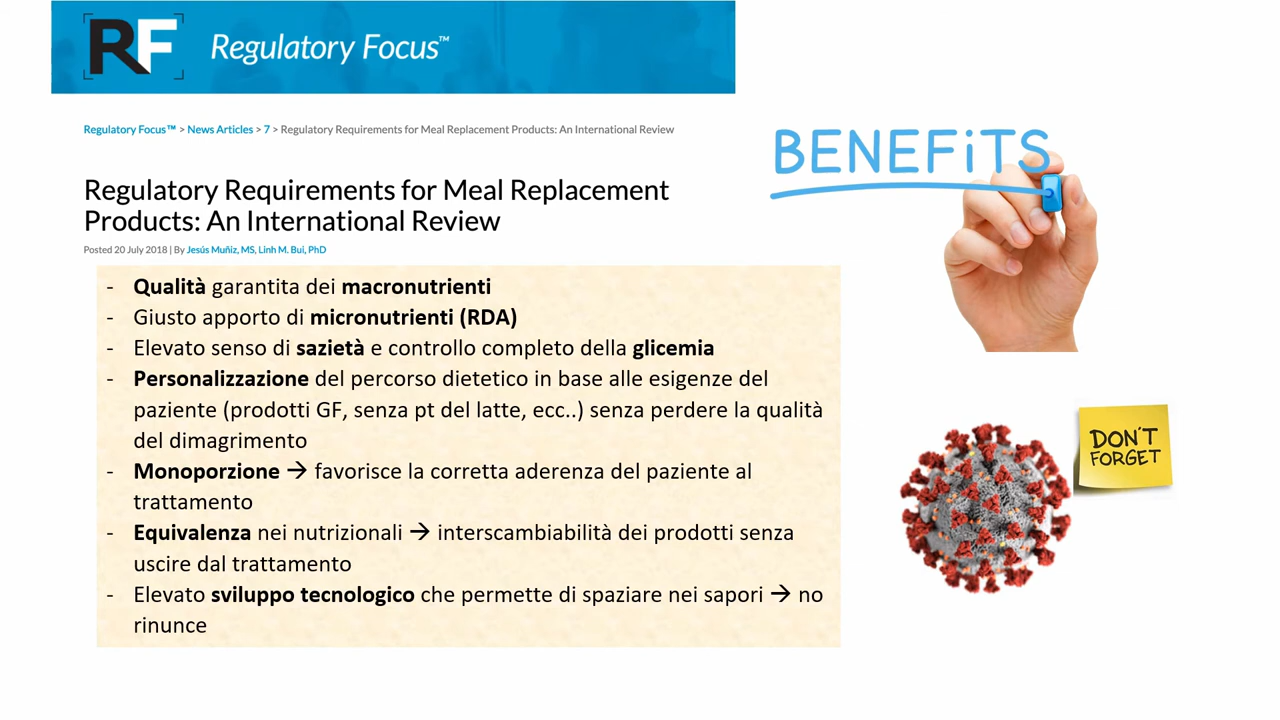 RF Regulatory Focus™
Regulatory Focus™ > News Articles > 7 > Regulatory Requirements for Meal Replacement Products: An International Review
BENEFiTS
Regulatory Requirements for Meal Replacement
Products: An International Review
Posted 20 July 2018 | By Jesús Muñiz, MS, Linh M. Bui, PhD
- Qualità garantita dei macronutrienti
- Giusto apporto di micronutrienti (RDA)
- Elevato senso di sazietà e controllo completo della glicemia
- Personalizzazione del percorso dietetico in base alle esigenze del
paziente (prodotti GF, senza pt del latte, ecc..) senza perdere la qualità
del dimagrimento
- Monoporzione → favorisce la corretta aderenza del paziente al
trattamento
- Equivalenza nei nutrizionali → interscambiabilità dei prodotti senza
uscire dal trattamento
- Elevato sviluppo tecnologico che permette di spaziare nei sapori → no
rinunce
DON'T
FORGET